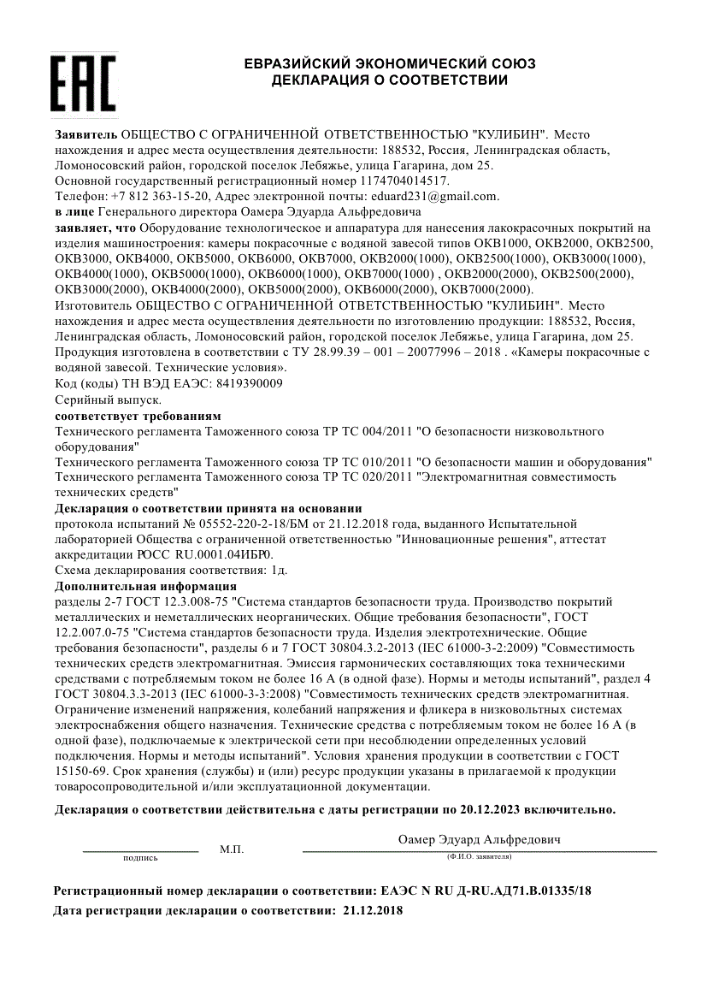 ЕАС
ЕВРАЗИЙСКИЙ ЭКОНОМИЧЕСКИЙ СОЮЗ
ДЕКЛАРАЦИЯ О СООТВЕТСТВИИ
Заявитель ОБЩЕСТВО С ОГРАНИЧЕННОЙ ОТВЕТСТВЕННОСТЬЮ "КУЛИБИН". Место
нахождения и адрес места осуществления деятельности: 188532, Россия, Ленинградская область,
Ломоносовский район, городской поселок Лебяжье, улица Гагарина, дом 25.
Основной государственный регистрационный номер 1174704014517.
Телефон: +7 812 363-15-20, Адрес электронной почты: eduard231@gmail.com.
в лице Генерального директора Оамера Эдуарда Альфредовича
заявляет, что Оборудование технологическое и аппаратура для нанесения лакокрасочных покрытий на
изделия машиностроения: камеры покрасочные с водяной завесой типов ОКВ1000, ОКВ2000, ОКВ2500,
ОКВ3000, ОКВ4000, ОКВ5000, ОКВ6000, ОКВ7000, ОКВ2000(1000), ОКВ2500(1000), ОКВ3000(1000),
ОКВ4000(1000), ОКВ5000(1000), ОКВ6000(1000), ОКВ7000(1000) , ОКВ2000(2000), ОКВ2500(2000),
ОКВ3000(2000), ОКВ4000(2000), ОКВ5000(2000), ОКВ6000(2000), ОКВ7000(2000).
Изготовитель ОБЩЕСТВО С ОГРАНИЧЕННОЙ ОТВЕТСТВЕННОСТЬЮ "КУЛИБИН". Место
нахождения и адрес места осуществления деятельности по изготовлению продукции: 188532, Россия,
Ленинградская область, Ломоносовский район, городской поселок Лебяжье, улица Гагарина, дом 25.
Продукция изготовлена в соответствии с ТУ 28.99.39 – 001 – 20077996 – 2018 . «Камеры покрасочные с
водяной завесой. Технические условия».
Код (коды) ТН ВЭД ЕАЭС: 8419390009
Серийный выпуск.
соответствует требованиям
Технического регламента Таможенного союза ТР ТС 004/2011 "О безопасности низковольтного
оборудования"
Технического регламента Таможенного союза ТР ТС 010/2011 "О безопасности машин и оборудования"
Технического регламента Таможенного союза ТР ТС 020/2011 "Электромагнитная совместимость
технических средств"
Декларация о соответствии принята на основании
протокола испытаний № 05552-220-2-18/БМ от 21.12.2018 года, выданного Испытательной
лабораторией Общества с ограниченной ответственностью "Инновационные решения", аттестат
аккредитации РОСС RU.0001.04ИБР0.
Схема декларирования соответствия: 1д.
Дополнительная информация
разделы 2-7 ГОСТ 12.3.008-75 "Система стандартов безопасности труда. Производство покрытий
металлических и неметаллических неорганических. Общие требования безопасности", ГОСТ
12.2.007.0-75 "Система стандартов безопасности труда. Изделия электротехнические. Общие
требования безопасности", разделы 6 и 7 ГОСТ 30804.3.2-2013 (IEC 61000-3-2:2009) "Совместимость
технических средств электромагнитная. Эмиссия гармонических составляющих тока техническими
средствами с потребляемым током не более 16 А (в одной фазе). Нормы и методы испытаний", раздел 4
ГОСТ 30804.3.3-2013 (IEC 61000-3-3:2008) "Совместимость технических средств электромагнитная.
Ограничение изменений напряжения, колебаний напряжения и фликера в низковольтных системах
электроснабжения общего назначения. Технические средства с потребляемым током не более 16 А (в
одной фазе), подключаемые к электрической сети при несоблюдении определенных условий
подключения. Нормы и методы испытаний". Условия хранения продукции в соответствии с ГОСТ
15150-69. Срок хранения (службы) и (или) ресурс продукции указаны в прилагаемой к продукции
товаросопроводительной и/или эксплуатационной документации.
Декларация о соответствии действительна с даты регистрации по 20.12.2023 включительно.
Оамер Эдуард Альфредович
М.П.
подпись
(Ф.И.О. заявителя)
Регистрационный номер декларации о соответствии: ЕАЭС N RU Д-RU.АД71.В.01335/18
Дата регистрации декларации о соответствии: 21.12.2018